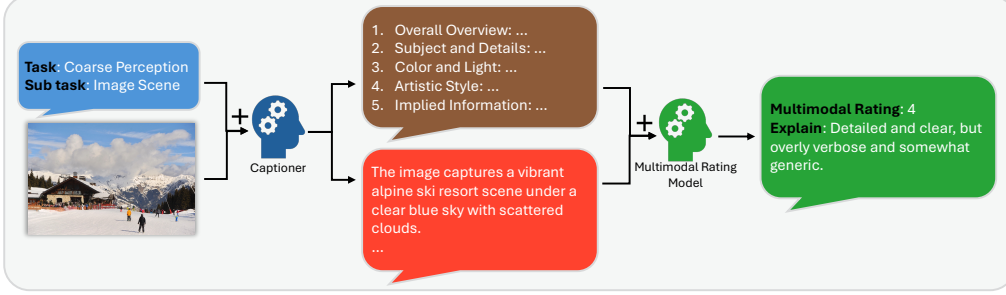 Task: Coarse Perception
Sub task: Image Scene
+
Captioner
1. Overall Overview: ...
2. Subject and Details: ...
3. Color and Light: ...
4. Artistic Style: ...
5. Implied Information: ...
The image captures a vibrant
alpine ski resort scene under a
clear blue sky with scattered
clouds.
...
+
Multimodal Rating
Model
Multimodal Rating: 4
Explain: Detailed and clear, but
overly verbose and somewhat
generic.